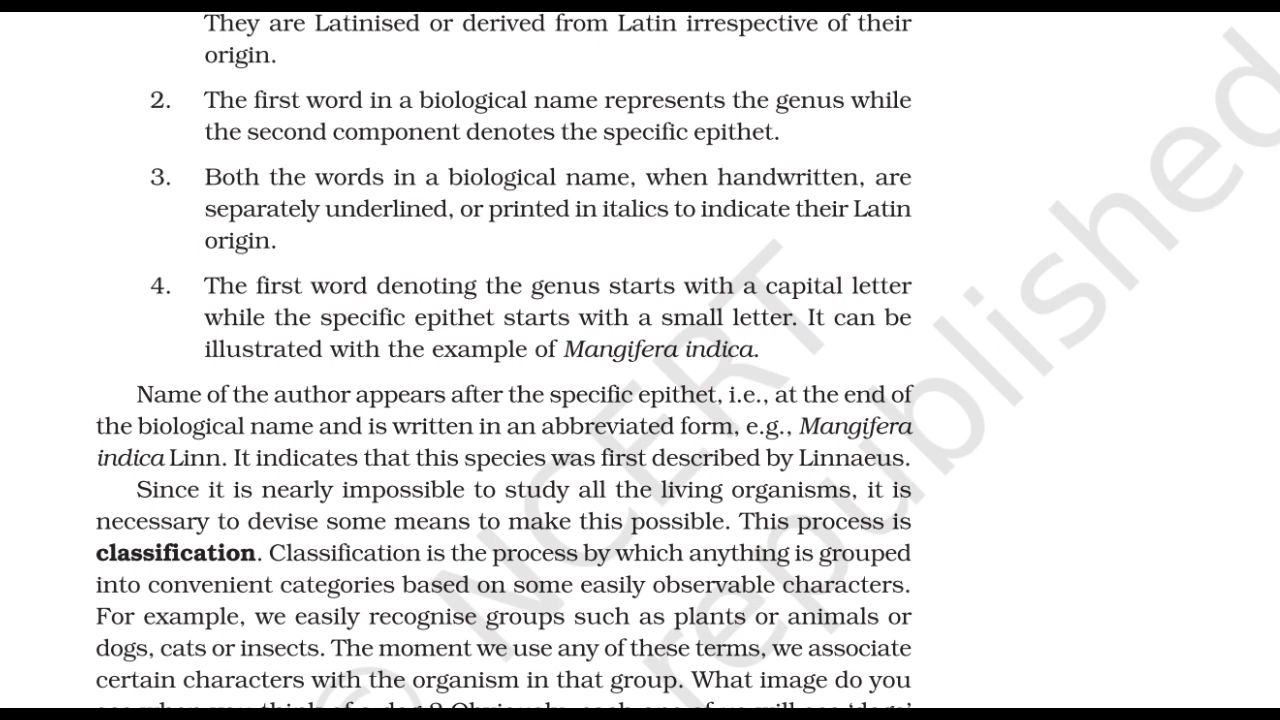 They are Latinised or derived from Latin irrespective of their
origin.
2. The first word in a biological name represents the genus while
the second component denotes the specific epithet.
3. Both the words in a biological name, when handwritten, are
separately underlined, or printed in italics to indicate their Latin
origin.
4. The first word denoting the genus starts with a capital letter
while the specific epithet starts with a small letter. It can be
illustrated with the example of Mangifera indica.
Name of the author appears after the specific epithet, i.e., at the end of
the biological name and is written in an abbreviated form, e.g., Mangifera
indica Linn. It indicates that this species was first described by Linnaeus.
Since it is nearly impossible to study all the living organisms, it is
necessary to devise some means to make this possible. This process is
classification. Classification is the process by which anything is grouped
into convenient categories based on some easily observable characters.
For example, we easily recognise groups such as plants or animals or
dogs, cats or insects. The moment we use any of these terms, we associate
certain characters with the organism in that group. What image do you
© NCERT
republished